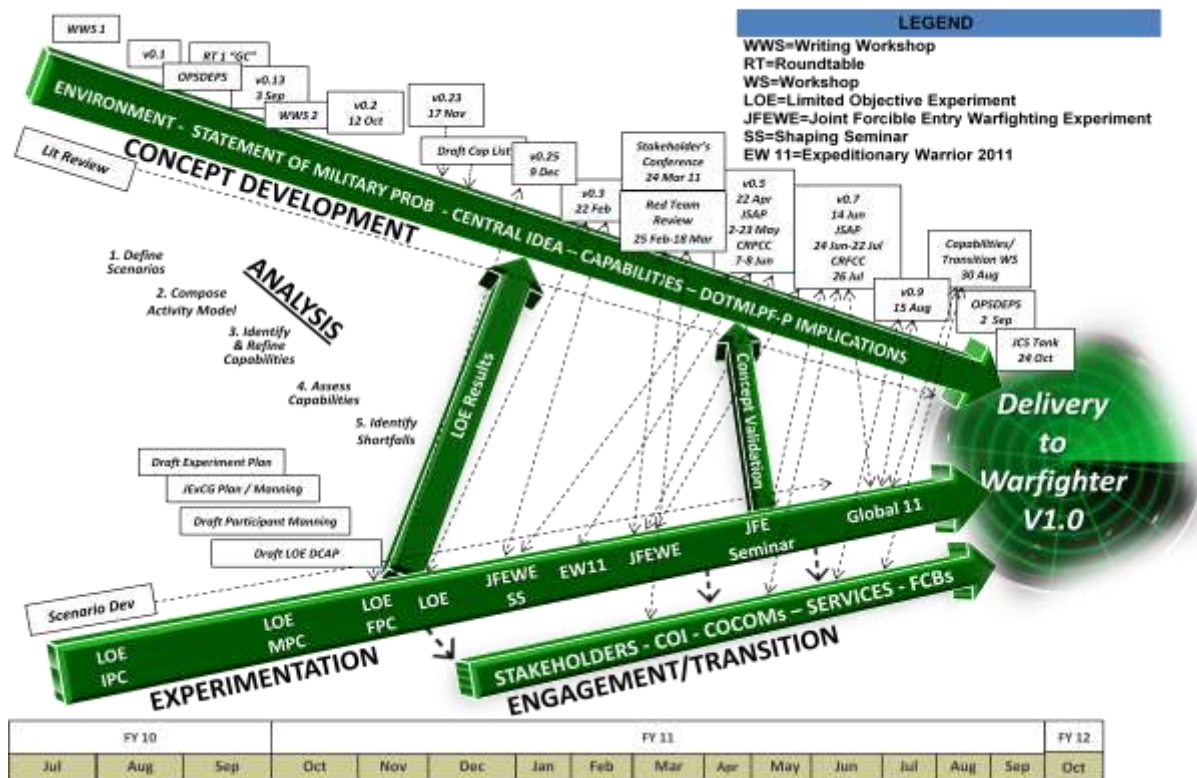 LEGEND
WWS=Writing Workshop
RT=Roundtable
WS=Workshop
LOE=Limited Objective Experiment
JFEWE=Joint Forcible Entry Warfighting Experiment
SS=Shaping Seminar
EW 11=Expeditionary Warrior 2011
WWS 1
v0.1
RT 1 "GC"
OPSDEPS
v0.13
3 Sep
WWS 2
v0.2
12 Oct
v0.23
17 Nov
Draft Cap List
v0.25
9 Dec
v0.3
22 Feb
Stakeholder's
Conference
24 Mar 11
Red Team
Review
25 Feb-18 Mar
v0.5
22 Apr
JSAP
2-23 May
CRPCC
7-8 Jun
v0.7
14 Jun
JSAP
24 Jun-22 Jul
CRFCC
26 Jul
v0.9
15 Aug
Capabilities/
Transition WS
30 Aug
OPSDEPS
2 Sep
JCS Tank
24 Oct
ENVIRONMENT - STATEMENT OF MILITARY PROB - CENTRAL IDEA – CAPABILITIES – DOTMLPF-P IMPLICATIONS
CONCEPT DEVELOPMENT
Lit Review
ANALYSIS
1. Define
Scenarios
2. Compose
Activity Model
3. Identify
& Refine
Capabilities
4. Assess
Capabilities
5. Identify
Shortfalls
LOE Results
Concept Validation
Delivery
to
Warfighter
V1.0
Draft Experiment Plan
JExCG Plan / Manning
Draft Participant Manning
Draft LOE DCAP
Scenario Dev
LOE
IPC
LOE
MPC
LOE
FPC
LOE
JFEWE
SS
EW11
JFEWE
JFE
Seminar
Global 11
EXPERIMENTATION
STAKEHOLDERS - COI - COCOMs – SERVICES - FCBs
ENGAGEMENT/TRANSITION
FY 10 FY 11 FY 12
Jul Aug Sep Oct Nov Dec Jan Feb Mar Apr May Jun Jul Aug Sep Oct